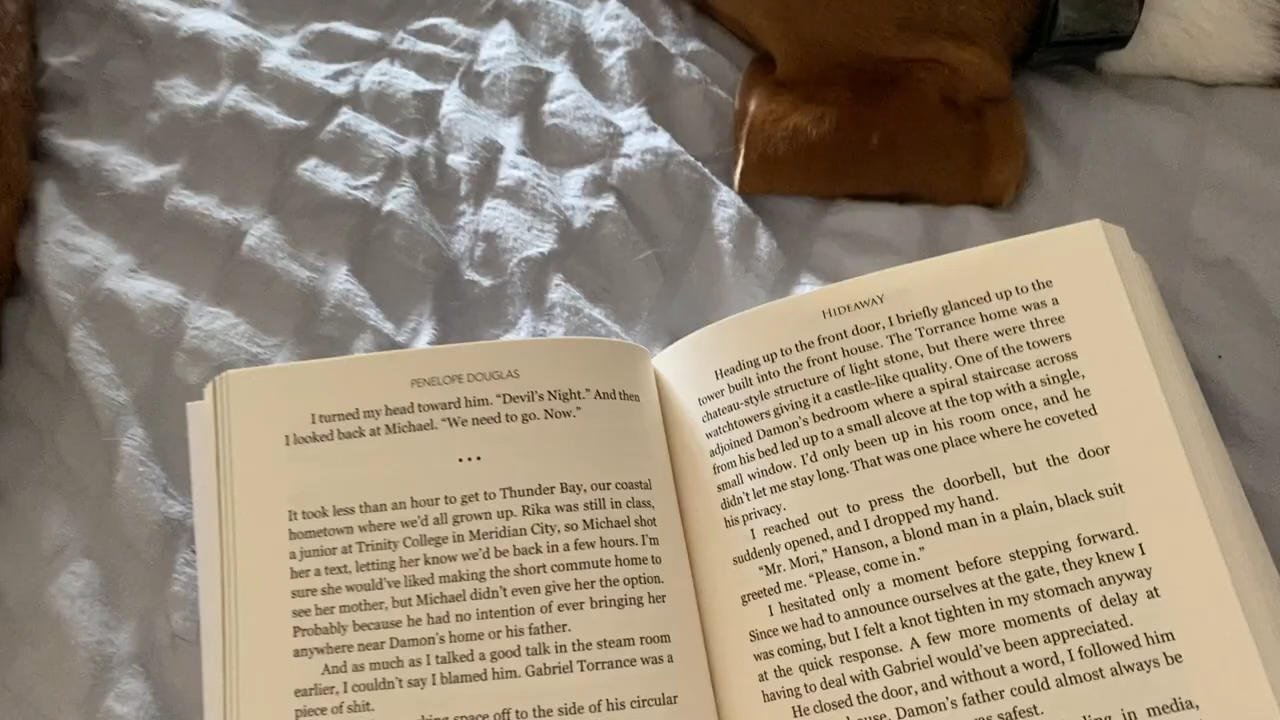 PENELOPE DOUGLAS
I turned my head toward him. “Devil’s Night.” And then
I looked back at Michael. “We need to go. Now.”
• • •
It took less than an hour to get to Thunder Bay, our coastal
hometown where we’d all grown up. Rika was still in class,
a junior at Trinity College in Meridian City, so Michael shot
her a text, letting her know we’d be back in a few hours. I’m
sure she would’ve liked making the short commute home to
see her mother, but Michael didn’t even give her the option.
Probably because he had no intention of ever bringing her
anywhere near Damon’s home or his father.
And as much as I talked a good talk in the steam room
earlier, I couldn’t say I blamed him. Gabriel Torrance was a
piece of shit.
space off to the side of his circular
HIDEAWAY
Heading up to the front door, I briefly glanced up to the
tower built into the front house. The Torrance home was a
chateau-style structure of light stone, but there were three
watchtowers giving it a castle-like quality. One of the towers
adjoined Damon’s bedroom where a spiral staircase across
from his bed led up to a small alcove at the top with a single,
small window. I’d only been up in his room once, and he
didn’t let me stay long. That was one place where he coveted
his privacy.
I reached out to press the doorbell, but the door
suddenly opened, and I dropped my hand.
“Mr. Mori,” Hanson, a blond man in a plain, black suit
greeted me. “Please, come in.”
I hesitated only a moment before stepping forward.
Since we had to announce ourselves at the gate, they knew I
was coming, but I felt a knot tighten in my stomach anyway
at the quick response. A few more moments of delay at
having to deal with Gabriel would’ve been appreciated.
He closed the door, and without a word, I followed him
Damon’s father could almost always be
safest.
in media,